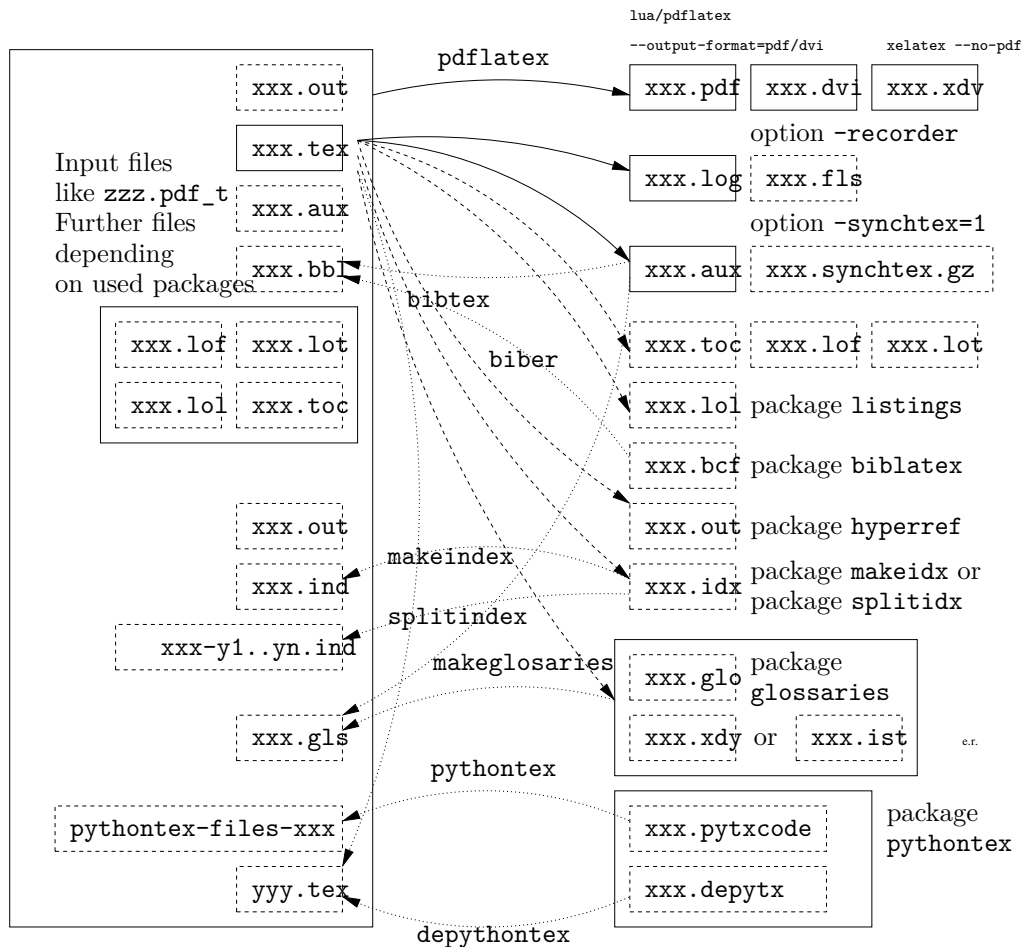 lua/pdflatex
--output-format=pdf/dvi xelatex --no-pdf
pdflatex
xxx.out xxx.pdf xxx.dvi xxx.xdv
option -recorder
xxx.tex
Input files
like zzz.pdf_t
Further files
depending
on used packages
xxx.log xxx.fls
xxx.aux
option -synchtex=1
xxx.bbl xxx.aux xxx.synchtex.gz
bibtex
xxx.lof xxx.lot biber xxx.toc xxx.lof xxx.lot
xxx.lol xxx.toc xxx.lol package listings
xxx.bcf package biblatex
xxx.out xxx.out package hyperref
makeindex
xxx.ind xxx.idx package makeidx or
package splitidx
splitindex
xxx-y1..yn.ind
makeglosaries
xxx.glo package
glossaries
xxx.gls xxx.xdy or xxx.ist e.r.
pythontex
pythontex-files-xxx xxx.pytxcode package
pythontex
yyy.tex xxx.depytx
depythontex